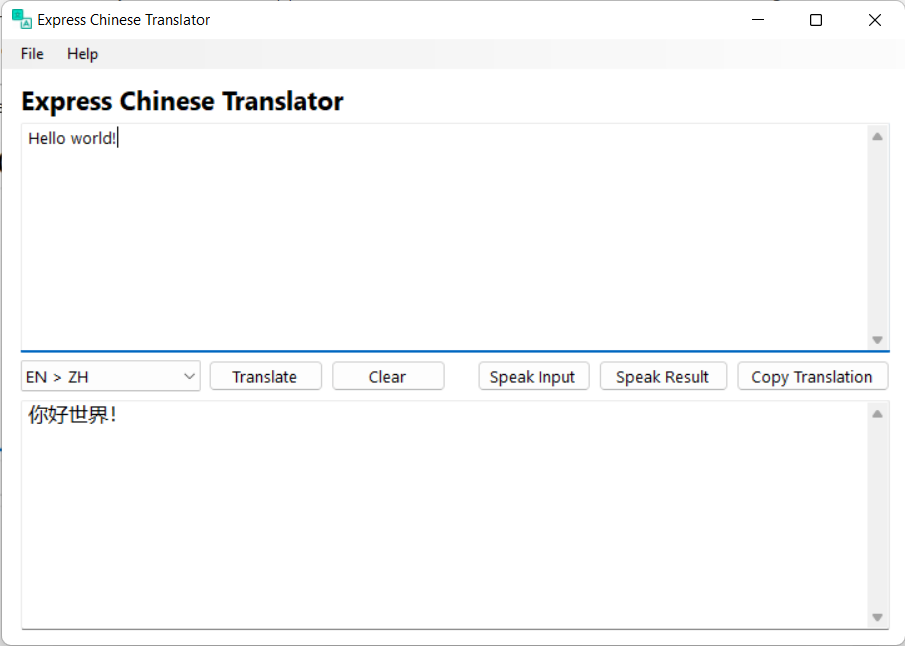 Express Chinese Translator
File Help
Express Chinese Translator
Hello world!
EN > ZH Translate Clear Speak Input Speak Result Copy Translation
你好世界！